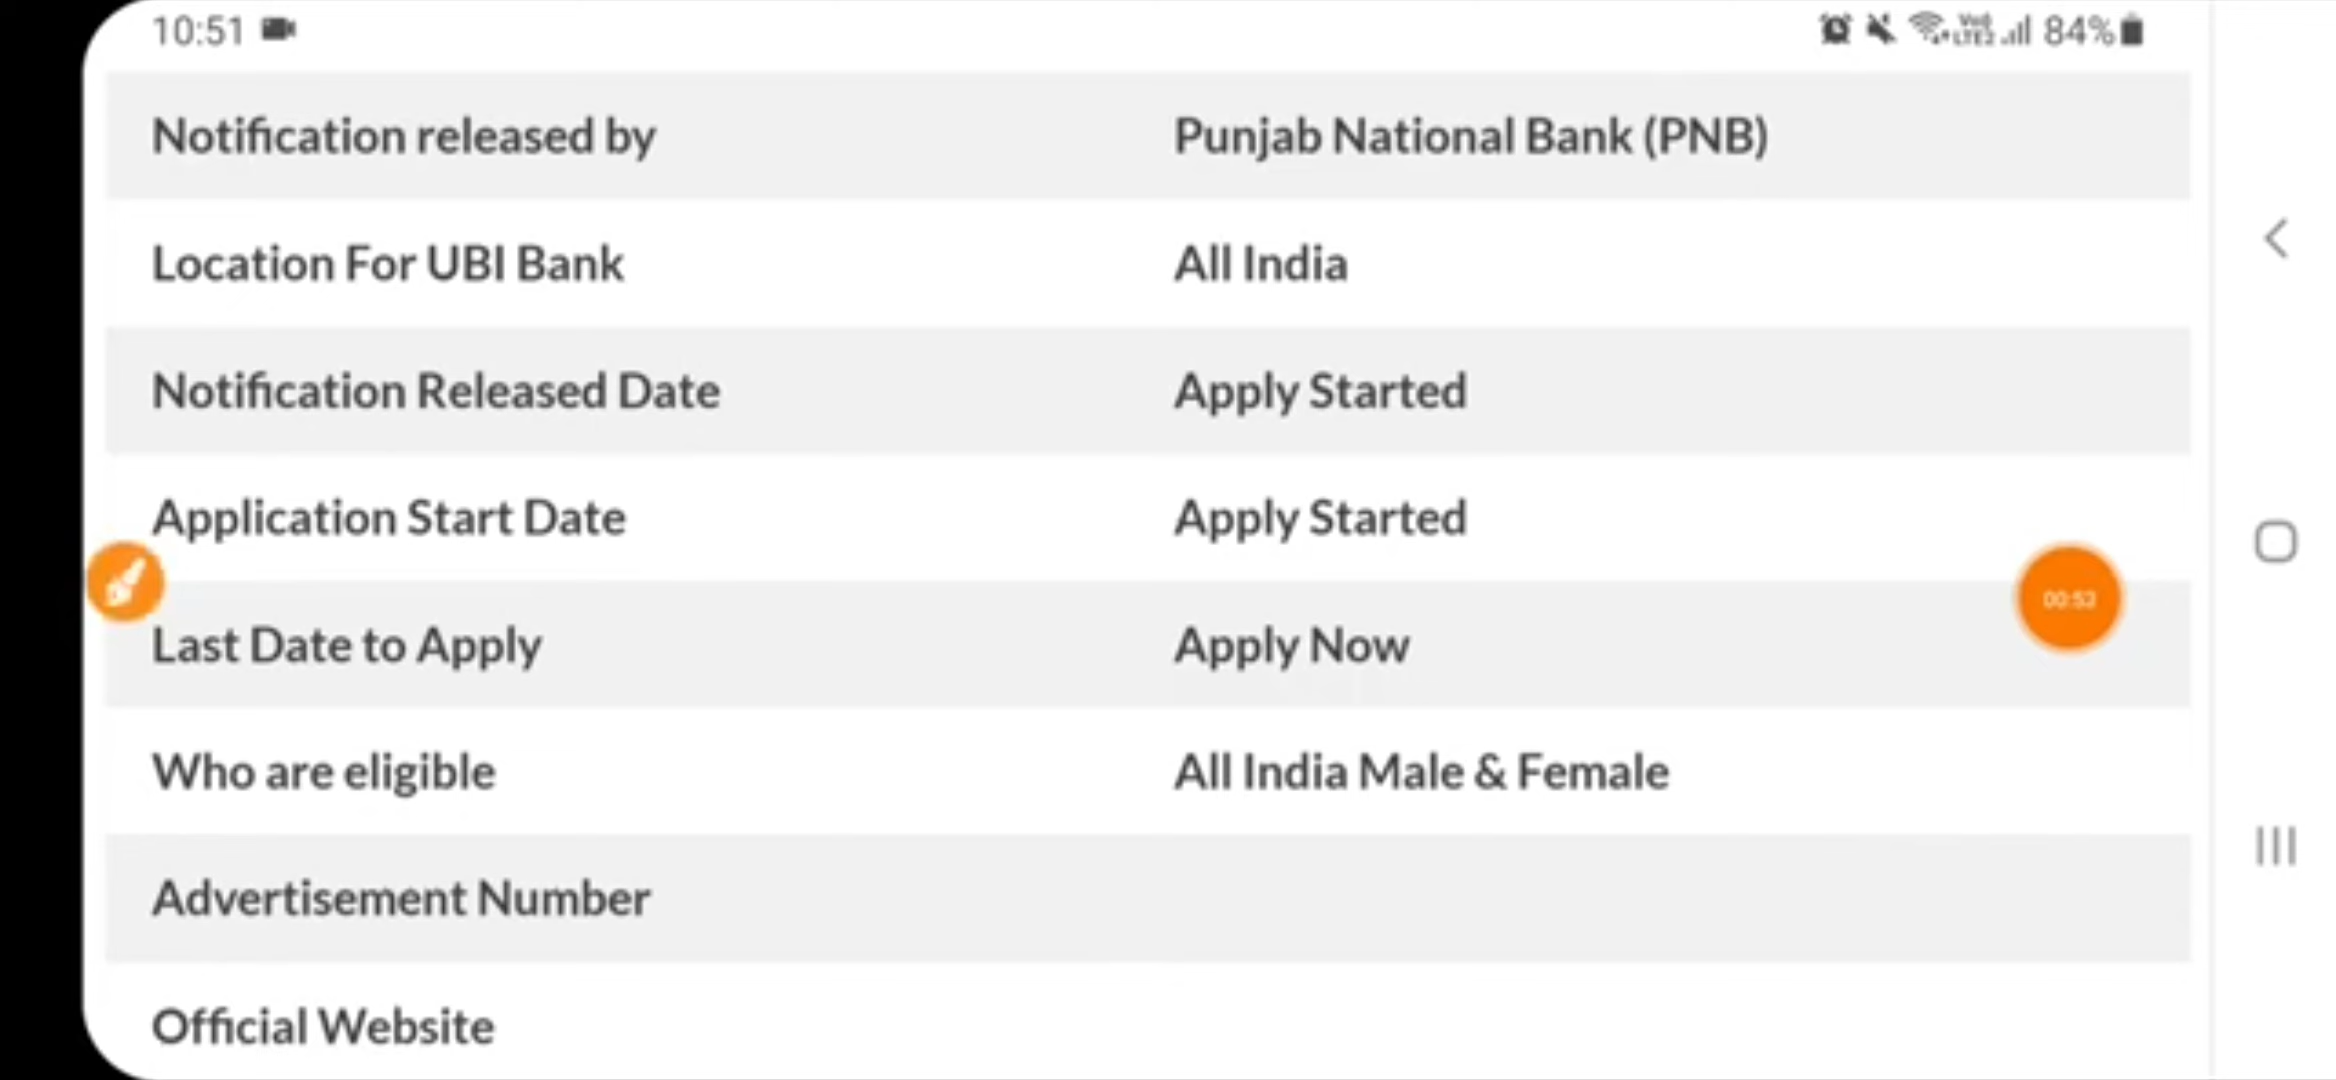 10:51 84%
Notification released by Punjab National Bank (PNB)
Location For UBI Bank All India
Notification Released Date Apply Started
Application Start Date Apply Started
00:53
Last Date to Apply Apply Now
Who are eligible All India Male & Female
Advertisement Number
Official Website